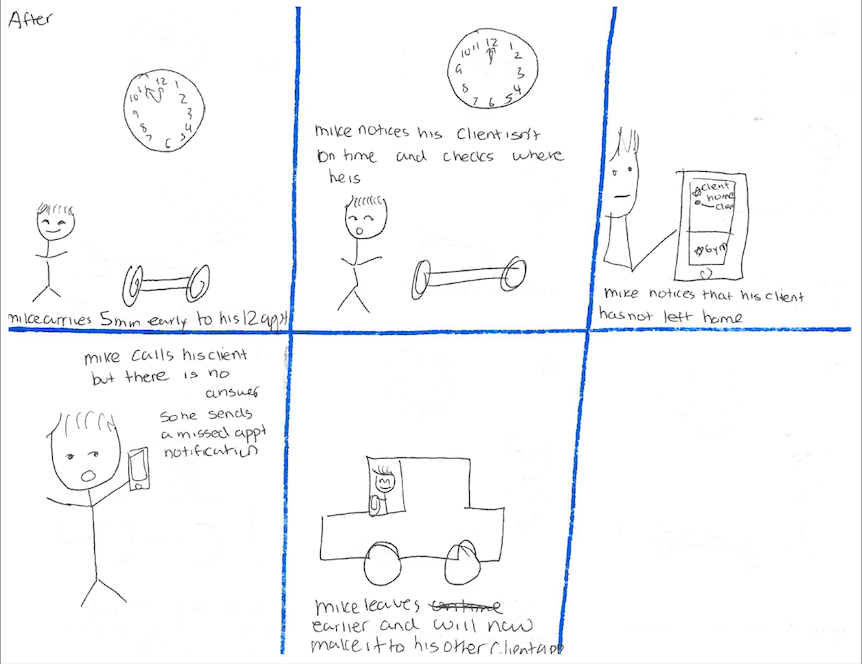 After
12
1
2
3
4
5
6
7
8
9
10
11
mike arrives 5min early to his 12 appt
12
1
2
3
4
5
6
7
8
9
10
11
mike notices his client isn't
on time and checks where
he is
client
home
Gym
mike notices that his client
has not left home
mike calls his client
but there is no
answer
so he sends
a missed appt
notification
mike leaves
earlier and will now
make it to his other client app